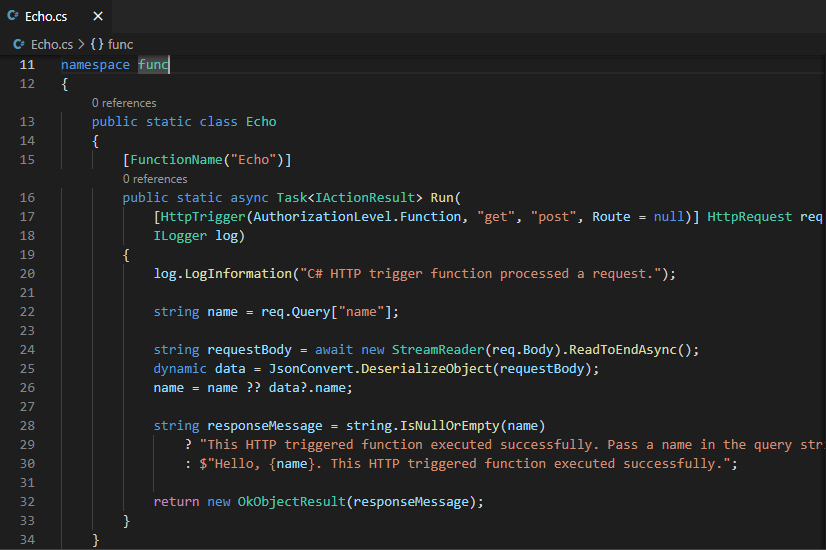 C# Echo.cs ×
C# Echo.cs > {} func
11 namespace func
12 {
0 references
13 public static class Echo
14 {
15 [FunctionName("Echo")]
0 references
16 public static async Task<IActionResult> Run(
17 [HttpTrigger(AuthorizationLevel.Function, "get", "post", Route = null)] HttpRequest req
18 ILogger log)
19 {
20 log.LogInformation("C# HTTP trigger function processed a request.");
21
22 string name = req.Query["name"];
23
24 string requestBody = await new StreamReader(req.Body).ReadToEndAsync();
25 dynamic data = JsonConvert.DeserializeObject(requestBody);
26 name = name ?? data?.name;
27
28 string responseMessage = string.IsNullOrEmpty(name)
29 ? "This HTTP triggered function executed successfully. Pass a name in the query stri
30 : $"Hello, {name}. This HTTP triggered function executed successfully.";
31
32 return new OkObjectResult(responseMessage);
33 }
34 }